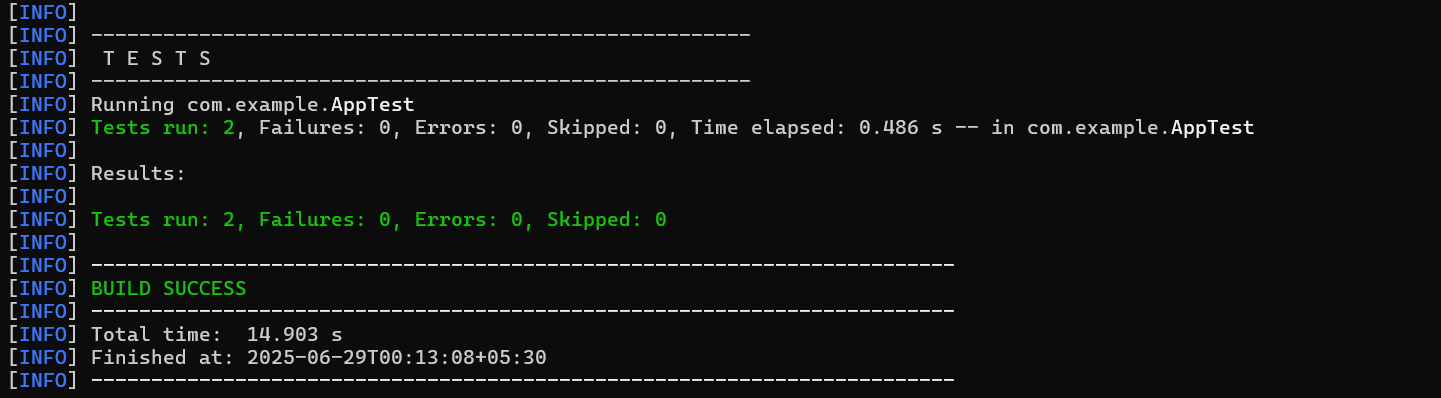 [INFO]
[INFO] -------------------------------------------------------
[INFO]  T E S T S
[INFO] -------------------------------------------------------
[INFO] Running com.example.AppTest
[INFO] Tests run: 2, Failures: 0, Errors: 0, Skipped: 0, Time elapsed: 0.486 s -- in com.example.AppTest
[INFO]
[INFO] Results:
[INFO]
[INFO] Tests run: 2, Failures: 0, Errors: 0, Skipped: 0
[INFO]
[INFO] ------------------------------------------------------------------------
[INFO] BUILD SUCCESS
[INFO] ------------------------------------------------------------------------
[INFO] Total time:  14.903 s
[INFO] Finished at: 2025-06-29T00:13:08+05:30
[INFO] ------------------------------------------------------------------------